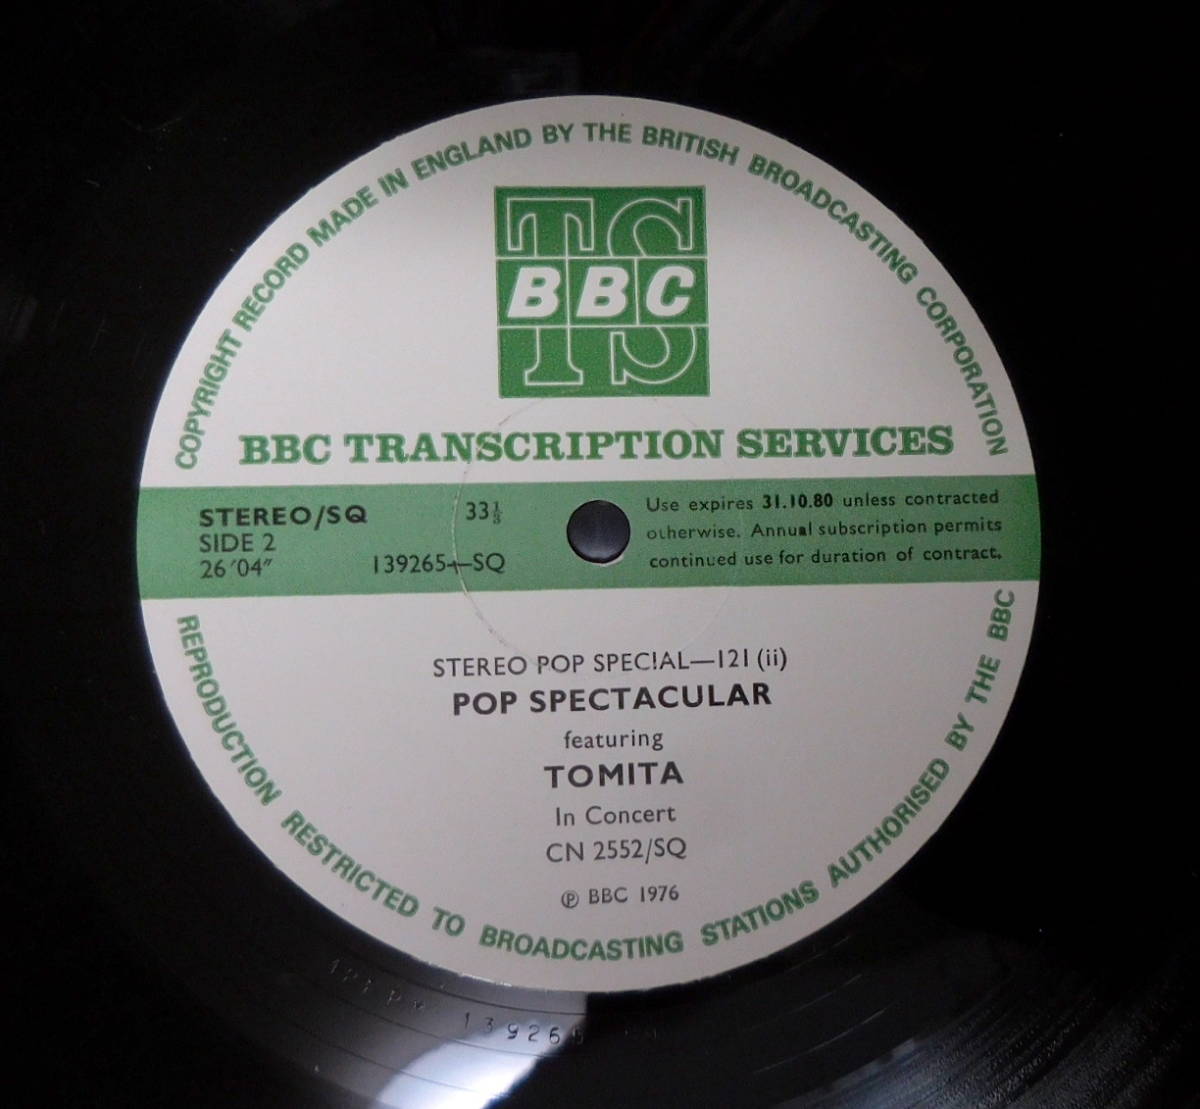 COPYRIGHT RECORD MADE IN ENGLAND BY THE BRITISH BROADCASTING CORPORATION
TS
BBC
BBC TRANSCRIPTION SERVICES
STEREO/SQ
SIDE 2
26'04"
33⅓
139265—SQ
Use expires 31.10.80 unless contracted
otherwise. Annual subscription permits
continued use for duration of contract.
STEREO POP SPECIAL—121 (ii)
POP SPECTACULAR
featuring
TOMITA
In Concert
CN 2552/SQ
Ⓟ BBC 1976
REPRODUCTION RESTRICTED TO BROADCASTING STATIONS AUTHORISED BY THE BBC
139265